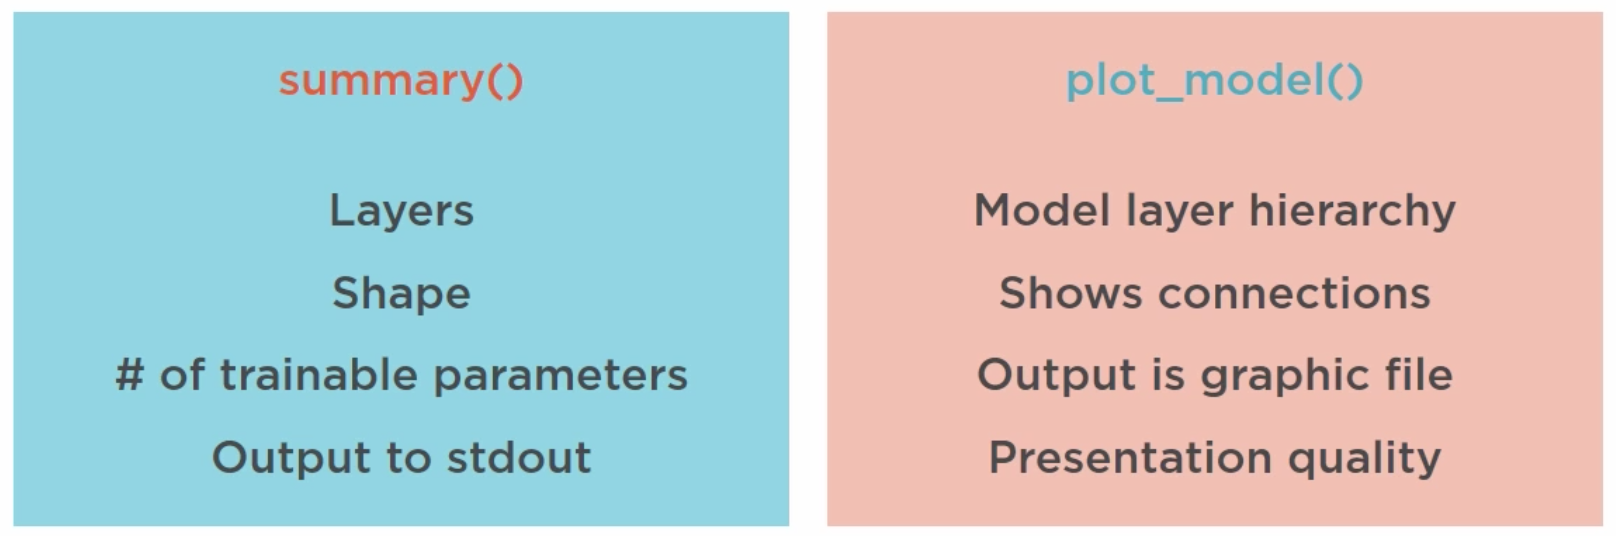 summary()
Layers
Shape
# of trainable parameters
Output to stdout
plot_model()
Model layer hierarchy
Shows connections
Output is graphic file
Presentation quality